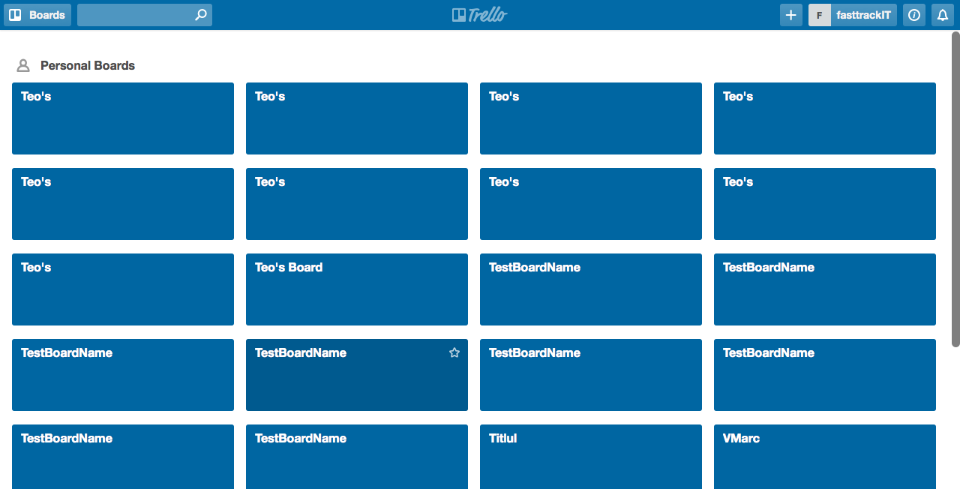 Boards
Trello
F
fasttrackIT
Personal Boards
Teo's
Teo's
Teo's
Teo's
Teo's
Teo's
Teo's
Teo's
Teo's
Teo's Board
TestBoardName
TestBoardName
TestBoardName
TestBoardName
TestBoardName
TestBoardName
TestBoardName
TestBoardName
Titlul
VMarc